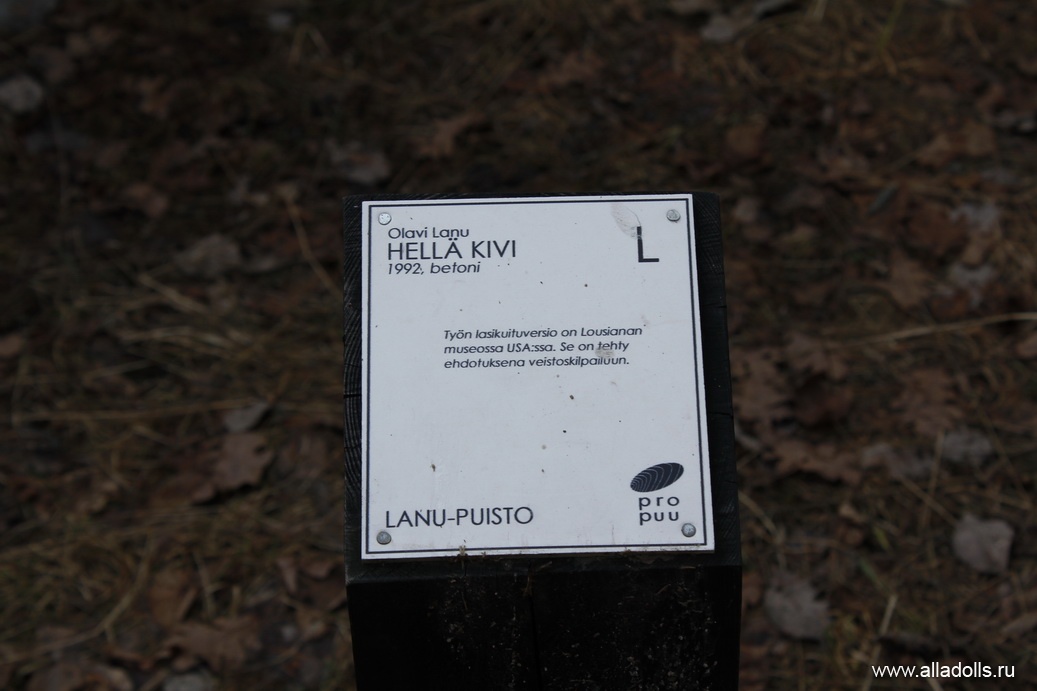 Olavi Lanu
HELLÄ KIVI
1992, betoni
L
Työn lasikuituversio on Lousianan
museossa USA:ssa. Se on tehty
ehdotuksena veistoskilpailuun.
LANU-PUISTO
pro
puu
www.alladolls.ru